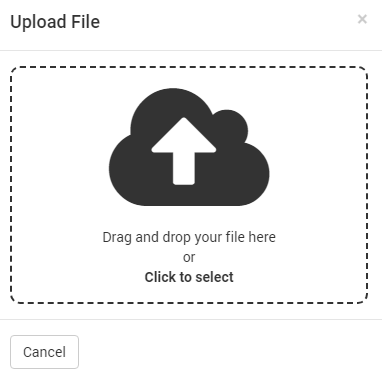 Upload File
×
Drag and drop your file here
or
Click to select
Cancel